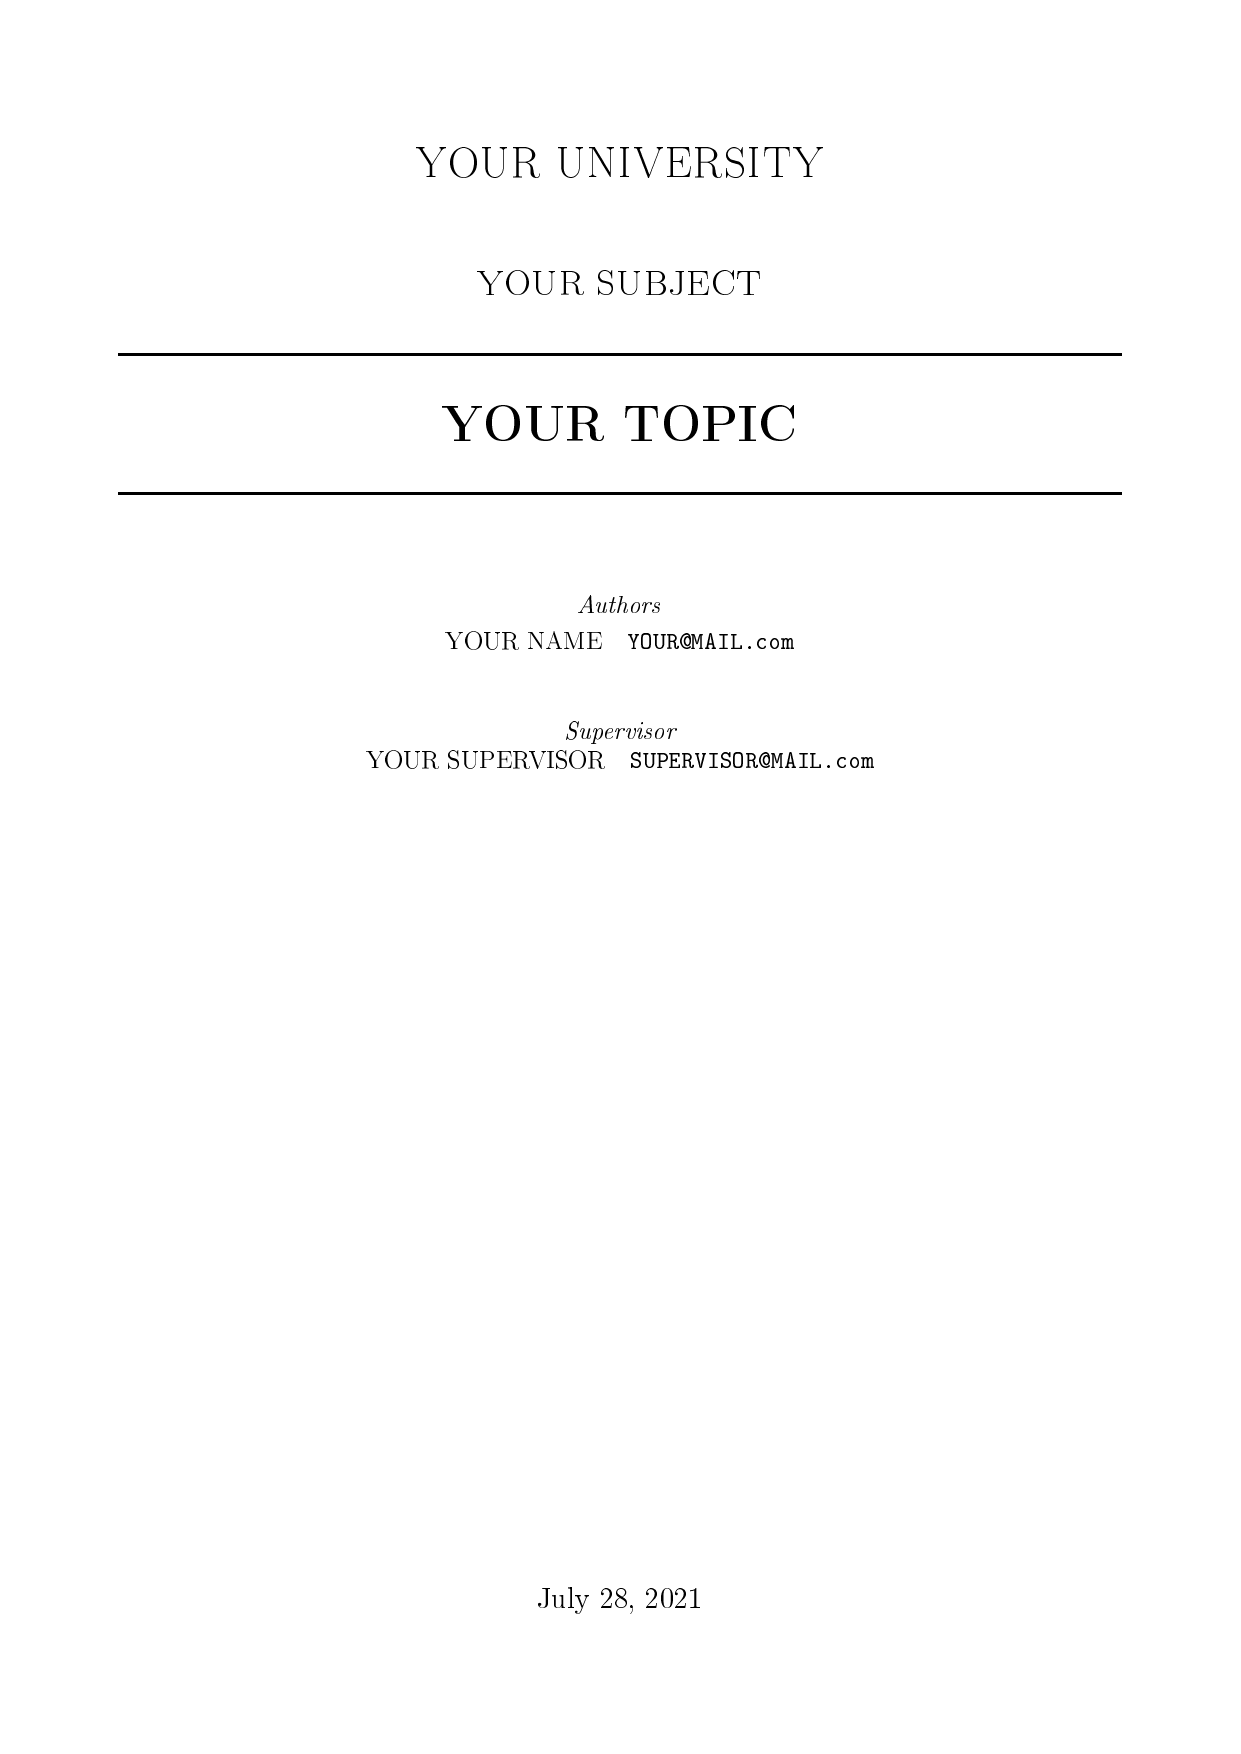 YOUR UNIVERSITY
YOUR SUBJECT
YOUR TOPIC
Authors
YOUR NAME YOUR@MAIL.com
Supervisor
YOUR SUPERVISOR SUPERVISOR@MAIL.com
July 28, 2021